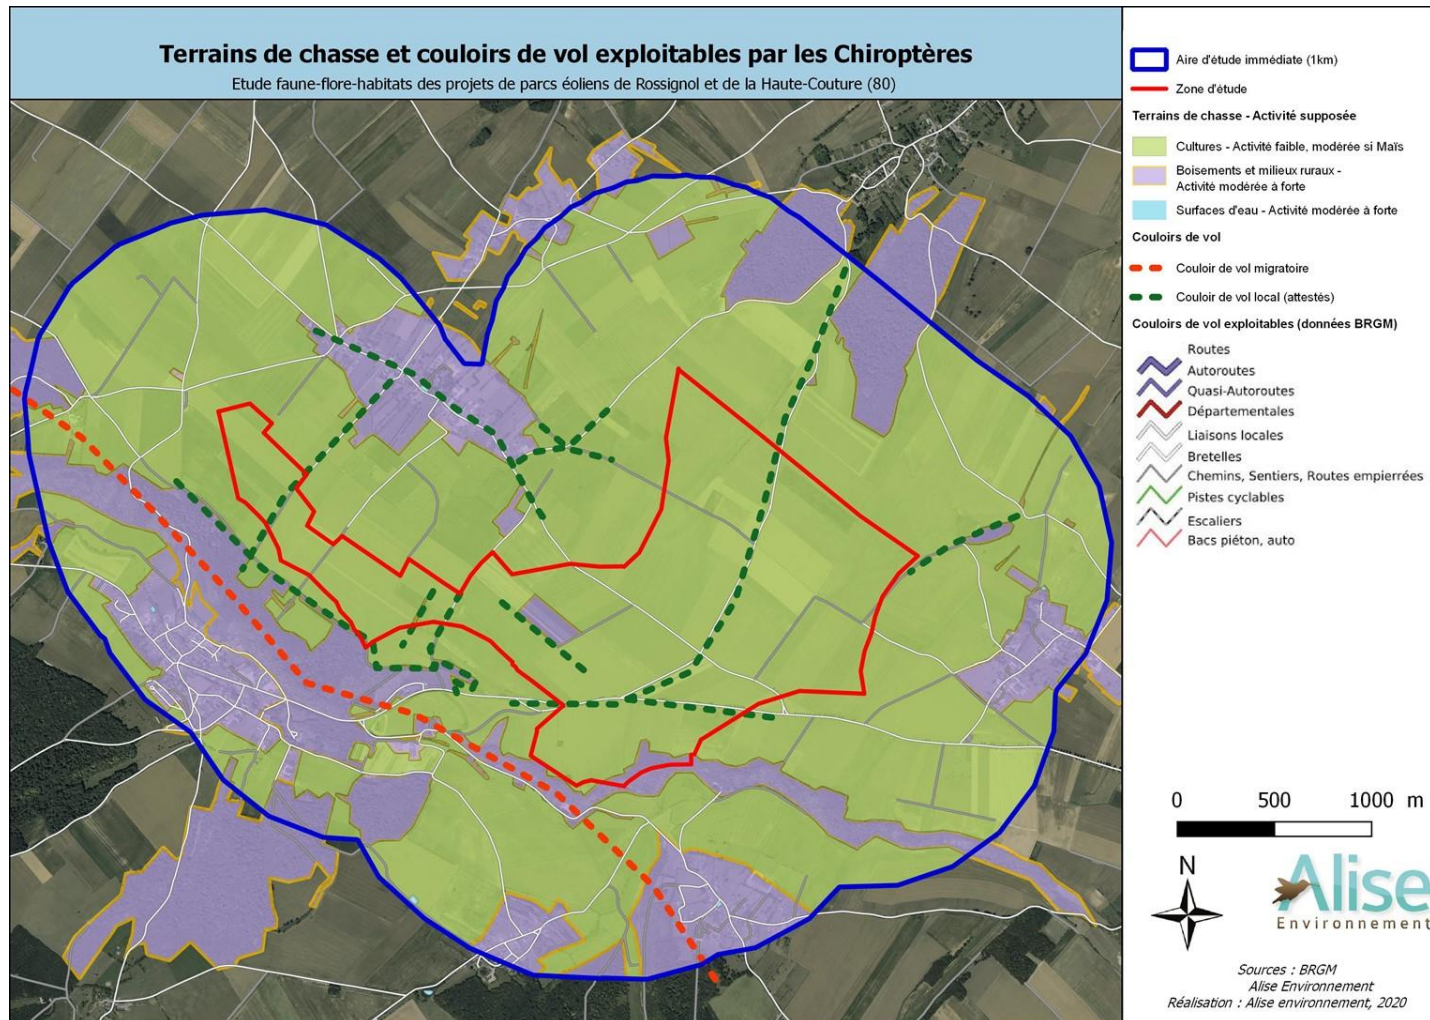 Terrains de chasse et couloirs de vol exploitables par les Chiroptères
Etude faune-flore-habitats des projets de parcs éoliens de Rossignol et de la Haute-Couture (80)
Aire d'étude immédiate (1km)
Zone d'étude
Terrains de chasse - Activité supposée
Cultures - Activité faible, modérée si Maïs
Boisements et milieux ruraux -
Activité modérée à forte
Surfaces d'eau - Activité modérée à forte
Couloirs de vol
Couloir de vol migratoire
Couloir de vol local (attestés)
Couloirs de vol exploitables (données BRGM)
Routes
Autoroutes
Quasi-Autoroutes
Départementales
Liaisons locales
Bretelles
Chemins, Sentiers, Routes empierrées
Pistes cyclables
Escaliers
Bacs piéton, auto
0 500 1000 m
N
Alise
Environnement
Sources : BRGM
Alise Environnement
Réalisation : Alise environnement, 2020